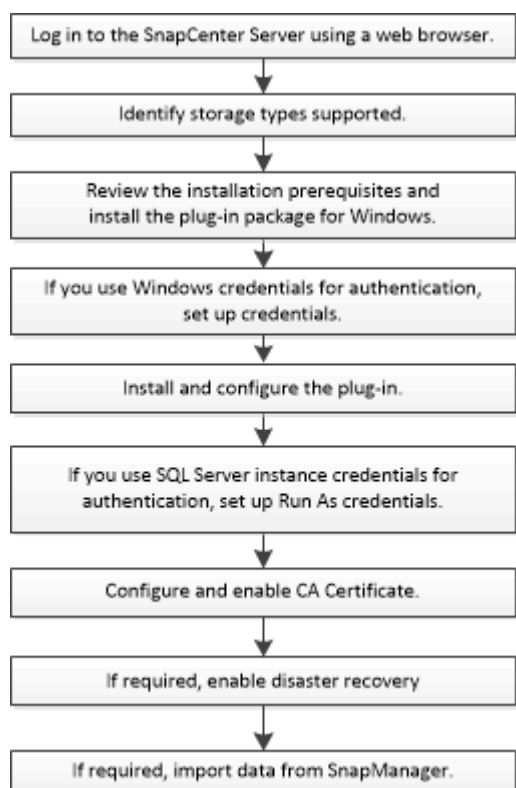 Log in to the SnapCenter Server using a web browser.
Identify storage types supported.
Review the installation prerequisites and
install the plug-in package for Windows.
If you use Windows credentials for authentication,
set up credentials.
Install and configure the plug-in.
If you use SQL Server instance credentials for
authentication, set up Run As credentials.
Configure and enable CA Certificate.
If required, enable disaster recovery
If required, import data from SnapManager.